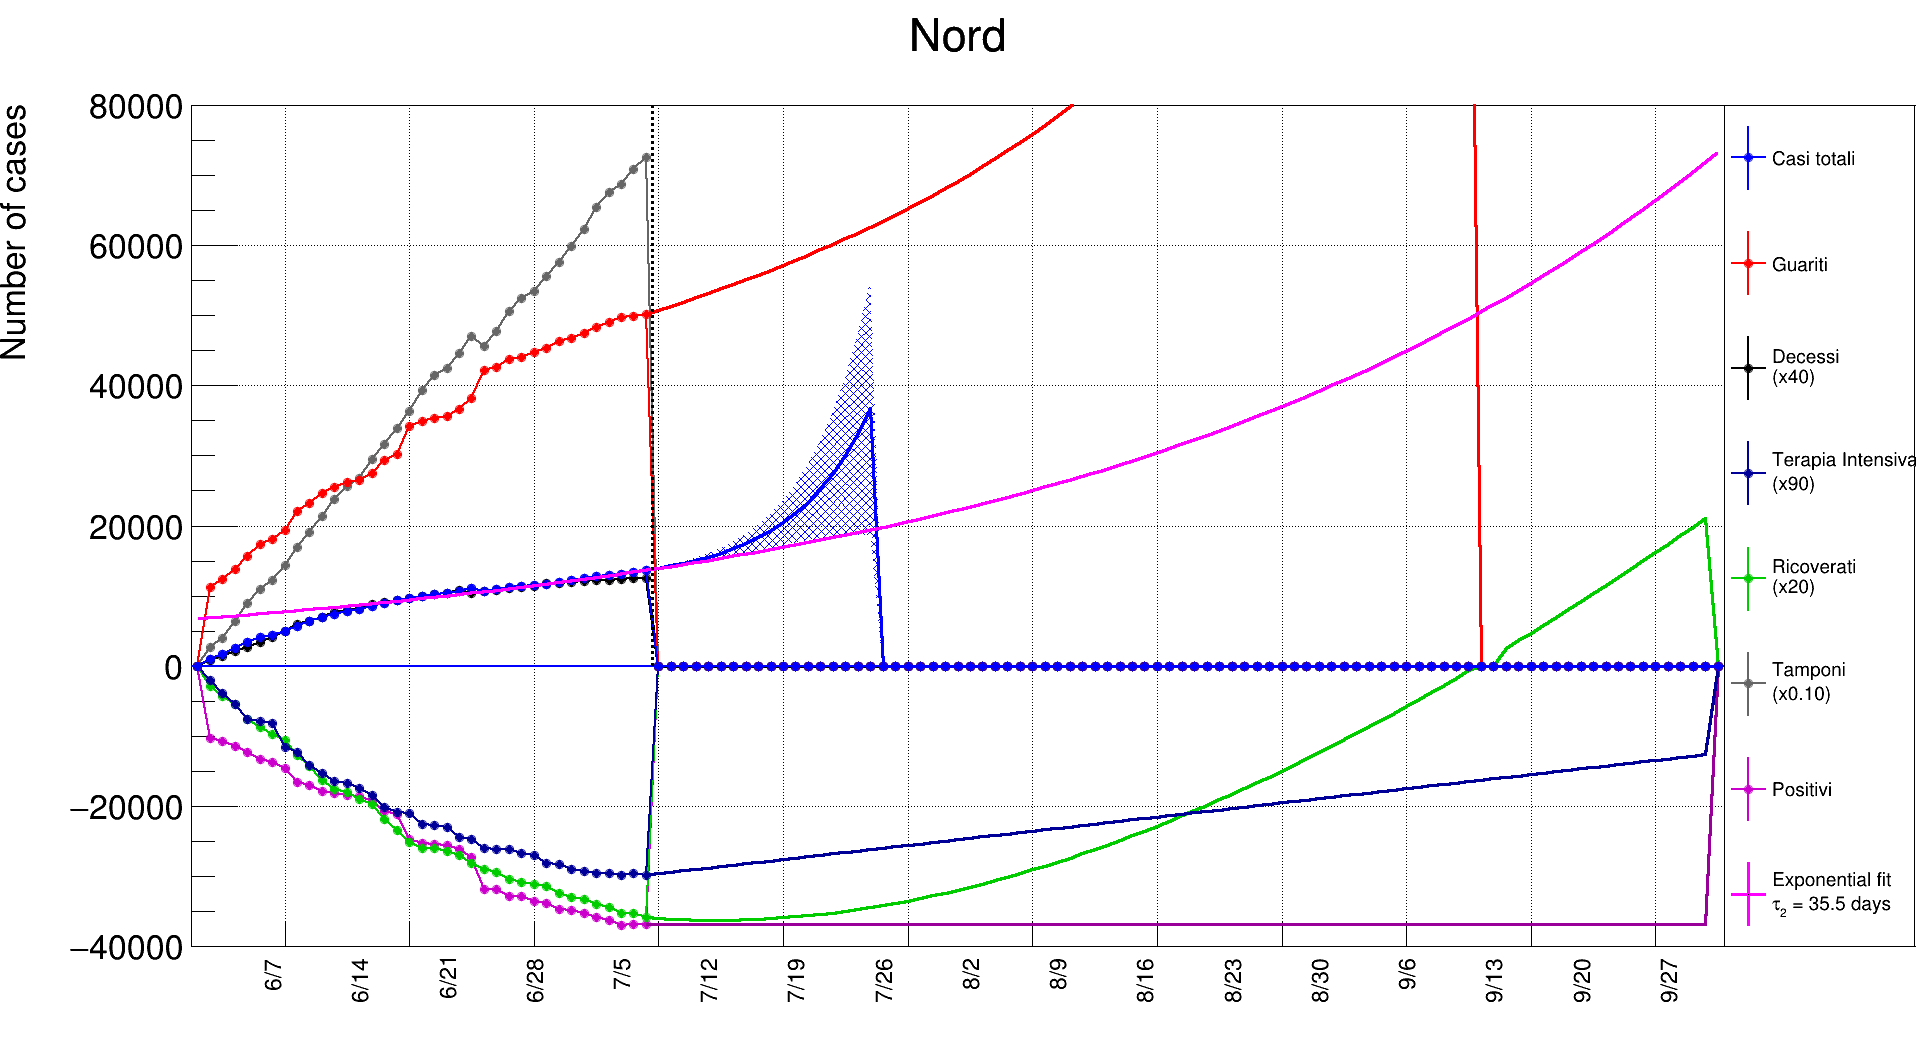 Nord
Number of cases
80000
60000
40000
20000
0
−20000
−40000
6/7
6/14
6/21
6/28
7/5
7/12
7/19
7/26
8/2
8/9
8/16
8/23
8/30
9/6
9/13
9/20
9/27
Casi totali
Guariti
Decessi
(x40)
Terapia Intensiva
(x90)
Ricoverati
(x20)
Tamponi
(x0.10)
Positivi
Exponential fit
τ2 = 35.5 days